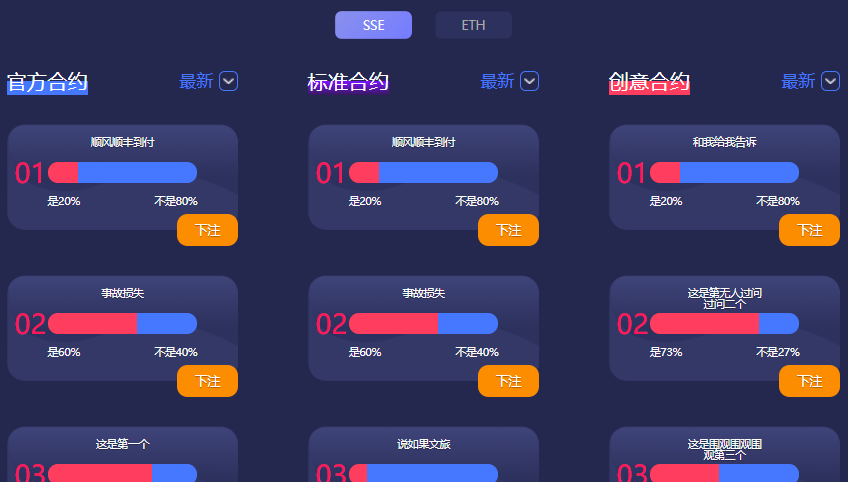 SSE ETH
官方合约 最新
顺风顺丰到付
01
是20% 不是80%
下注
事故损失
02
是60% 不是40%
下注
这是第一个
03
标准合约 最新
顺风顺丰到付
01
是20% 不是80%
下注
事故损失
02
是60% 不是40%
下注
说如果文旅
03
创意合约 最新
和我给我告诉
01
是20% 不是80%
下注
这是第无人过问
过问二个
02
是73% 不是27%
下注
这是围观围观围
观第三个
03